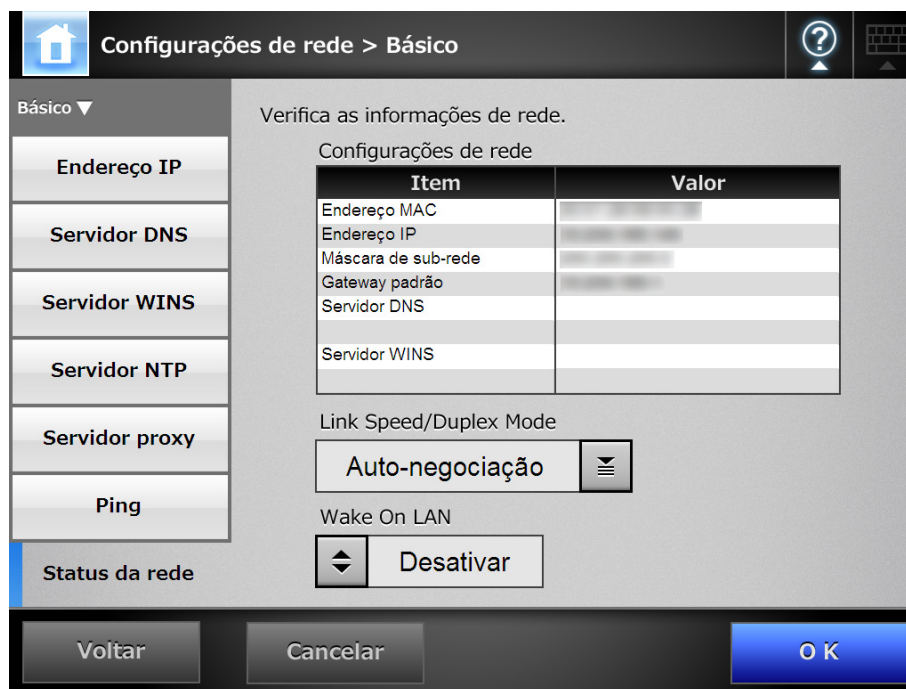 Configurações de rede > Básico
?
Básico
Verifica as informações de rede.
Configurações de rede
Item Valor
Endereço MAC
Endereço IP
Máscara de sub-rede
Gateway padrão
Servidor DNS
Servidor WINS
Endereço IP
Servidor DNS
Servidor WINS
Servidor NTP
Servidor proxy
Ping
Status da rede
Link Speed/Duplex Mode
Auto-negociação
Wake On LAN
Desativar
Voltar
Cancelar
OK